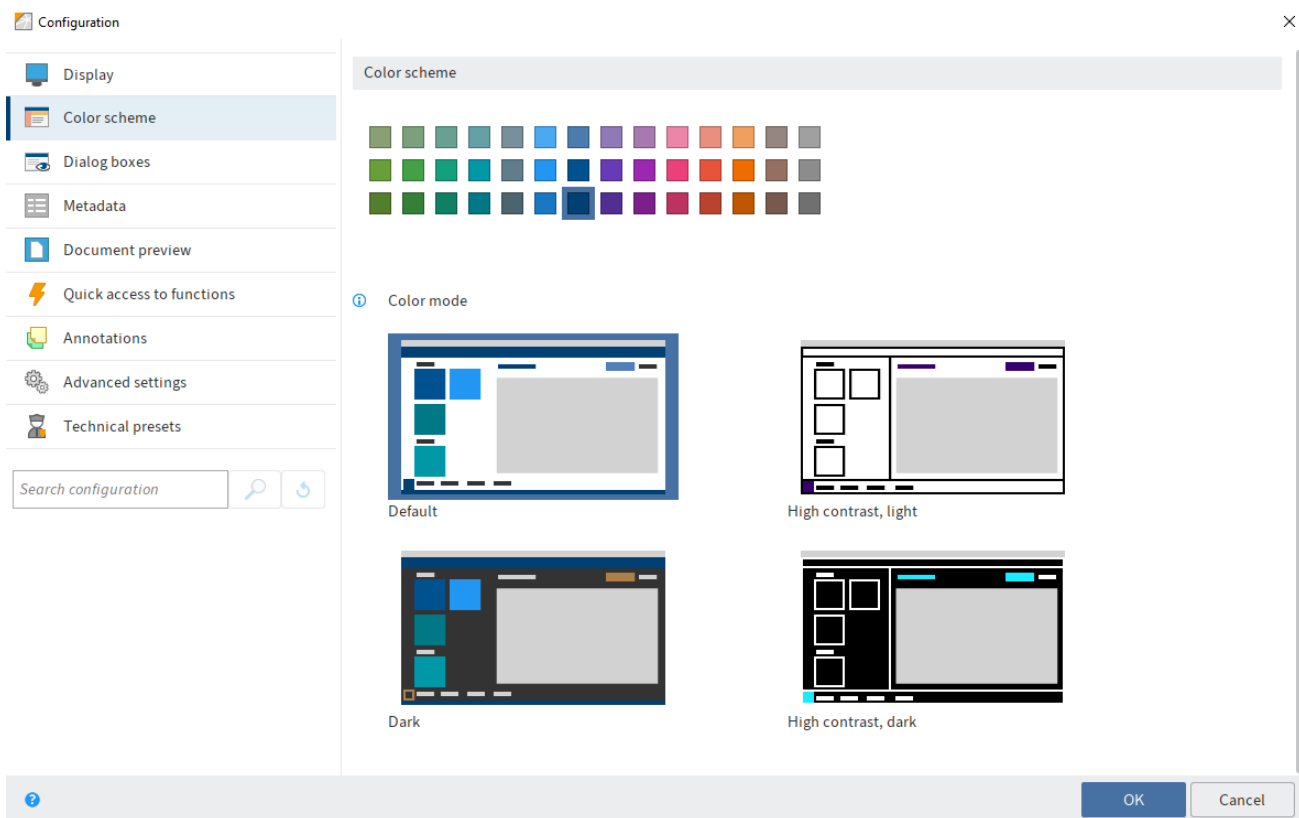 Configuration
Display
Color scheme
Dialog boxes
Metadata
Document preview
Quick access to functions
Annotations
Advanced settings
Technical presets
Search configuration
Color scheme
Color mode
Default
High contrast, light
Dark
High contrast, dark
OK
Cancel